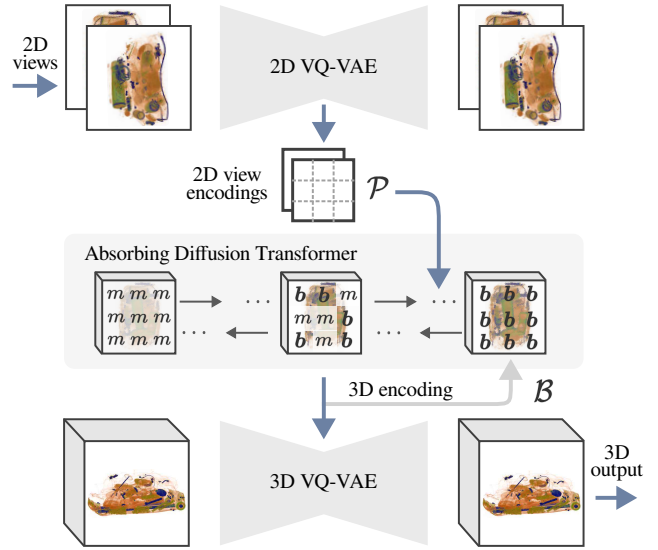 2D
views
2D VQ-VAE
2D view
encodings
𝒫
Absorbing Diffusion Transformer
m m m
m m m
m m m
· · ·
· · ·
b b m
m m b
b m b
· · ·
· · ·
b b b
b b b
b b b
3D encoding
ℬ
3D VQ-VAE
3D
output